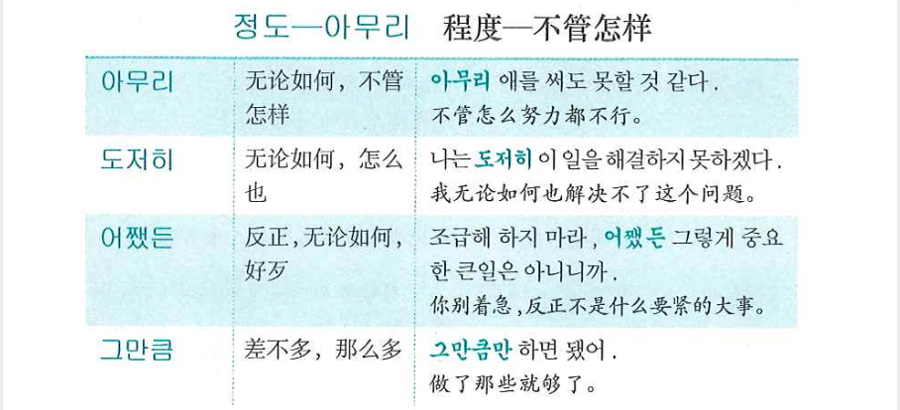 정도—아무리 程度—不管怎样
아무리 无论如何，不管 아무리 애를 써도 못할 것 같다.
怎样 不管怎么努力都不行。
도저히 无论如何，怎么 나는 도저히 이 일을 해결하지 못하겠다.
也 我无论如何也解决不了这个问题。
어쨌든 反正，无论如何， 조급해 하지 마라, 어쨌든 그렇게 중요
好歹 한 큰일은 아니니까.
你别着急，反正不是什么要紧的大事。
그만큼 差不多，那么多 그만큼만 하면 됐어.
做了那些就够了。